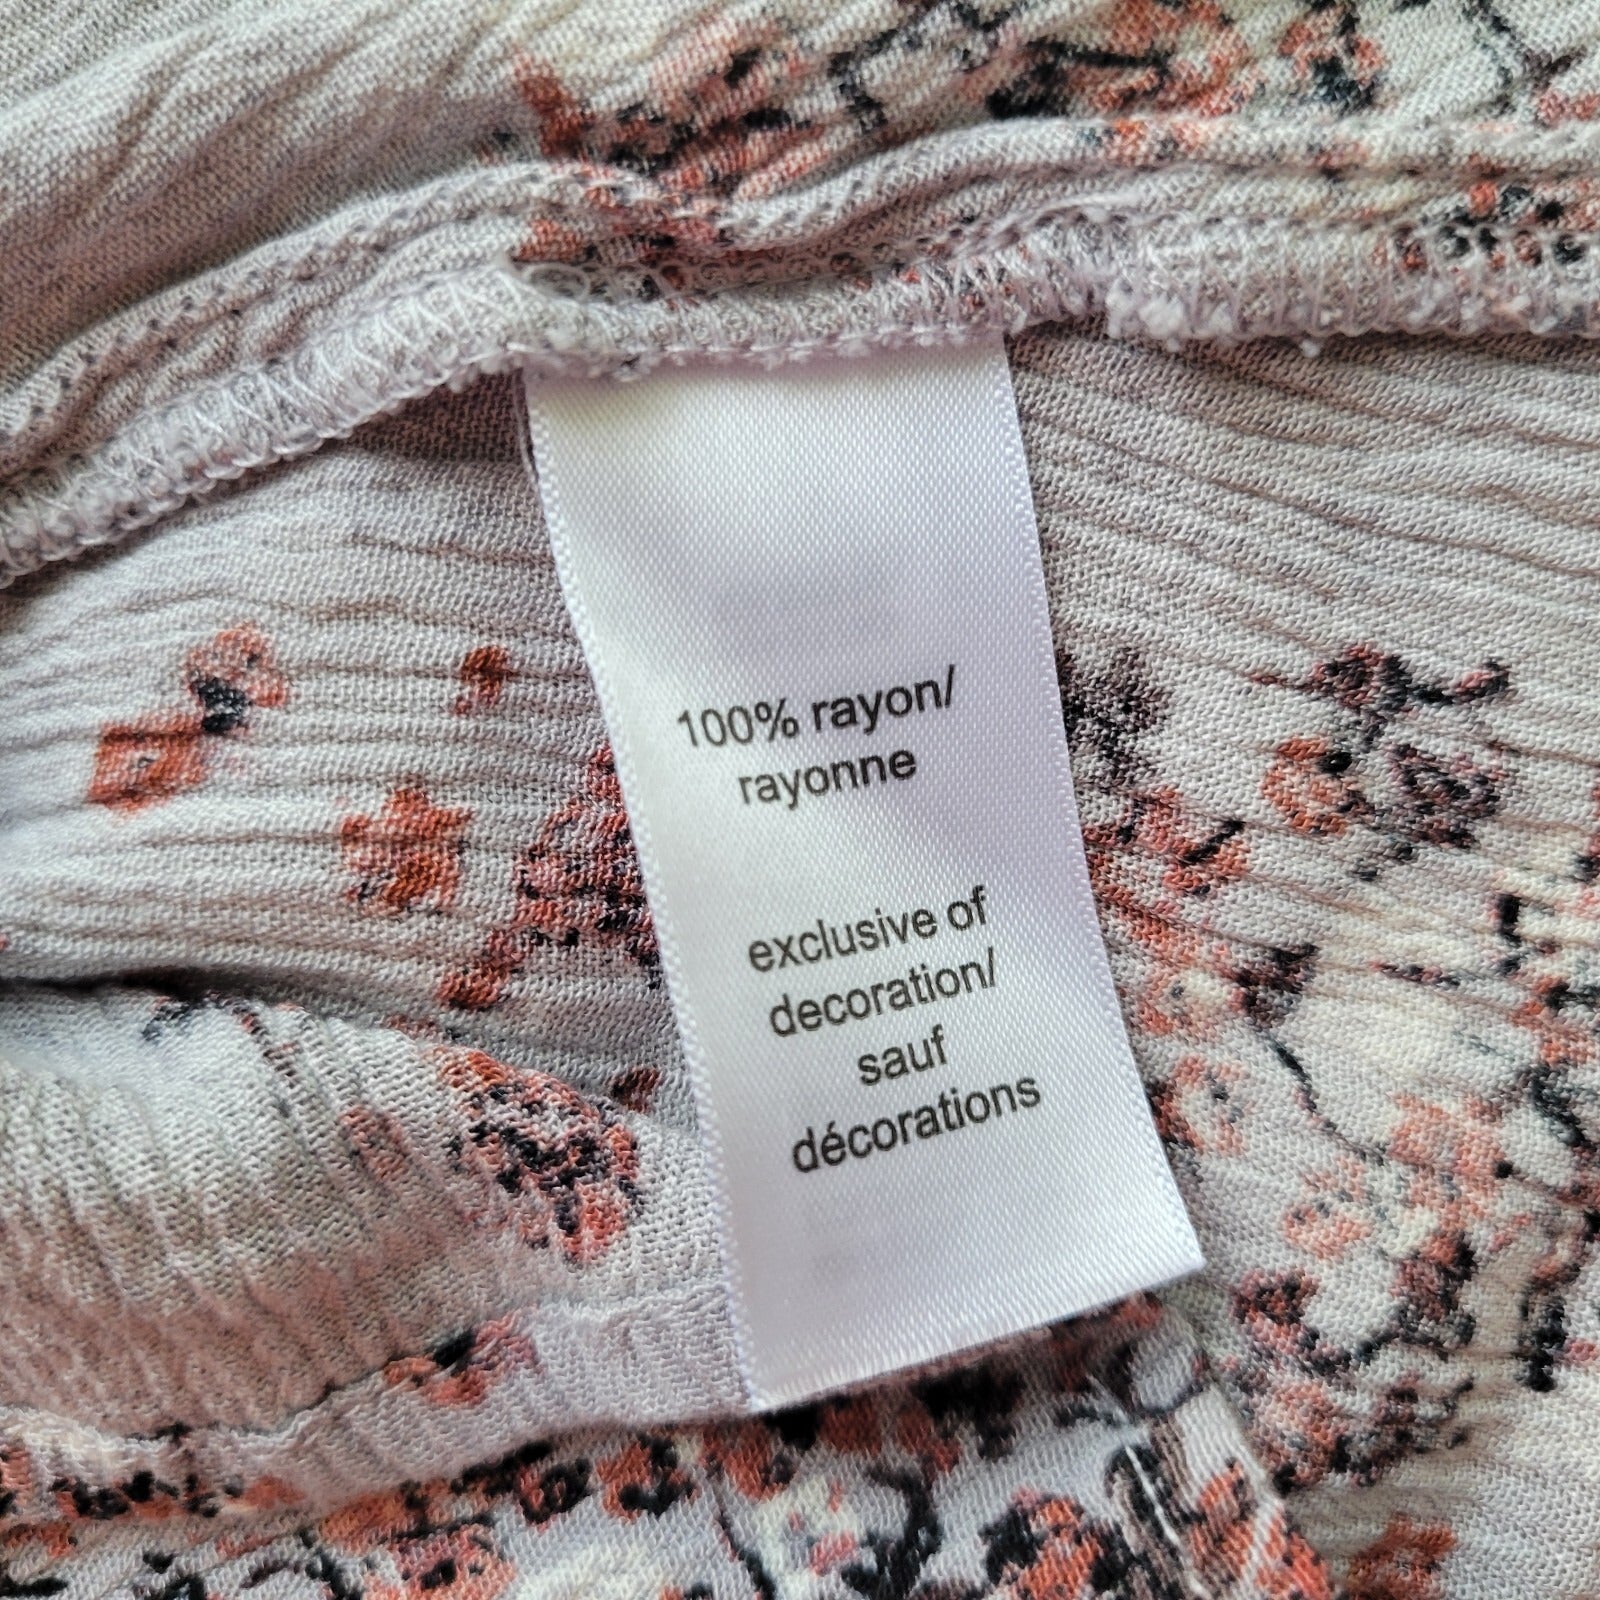 100% rayon/
rayonne
exclusive of
decoration/
sauf
décorations